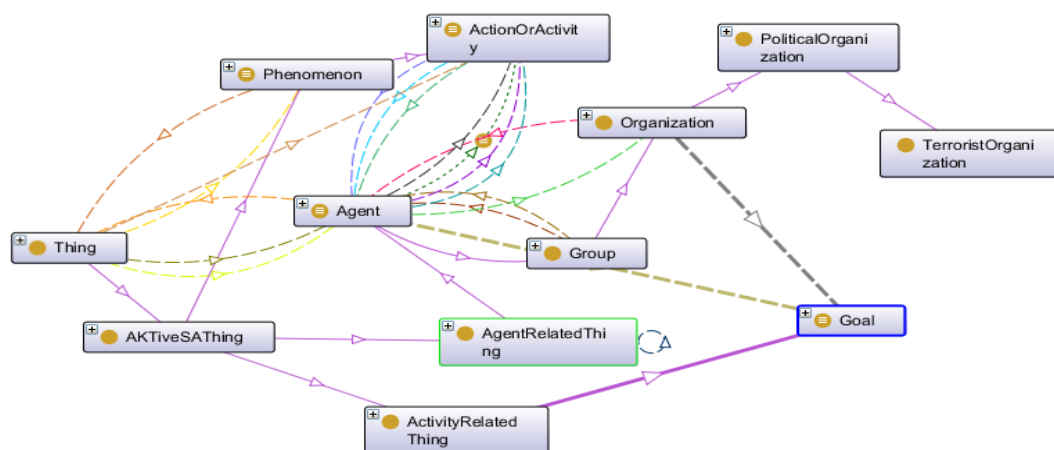 ActionOrActivit
y
PoliticalOrgani
zation
Phenomenon
Organization
TerroristOrgani
zation
Agent
Thing
Group
Goal
AKTiveSAThing
AgentRelatedThi
ng
ActivityRelated
Thing